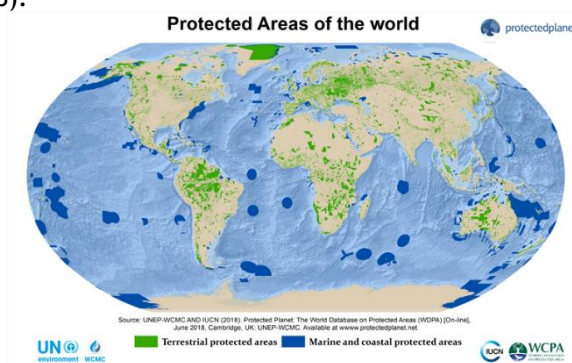 Protected Areas of the world
protectedplane
Source: UNEP-WCMC AND IUCN (2018). Protected Planet: The World Database on Protected Areas (WDPA) [On-line],
June 2018, Cambridge, UK: UNEP-WCMC. Available at www.protectedplanet.net
UN
environment WCMC
Terrestrial protected areas
Marine and coastal protected areas
IUCN
WCPA